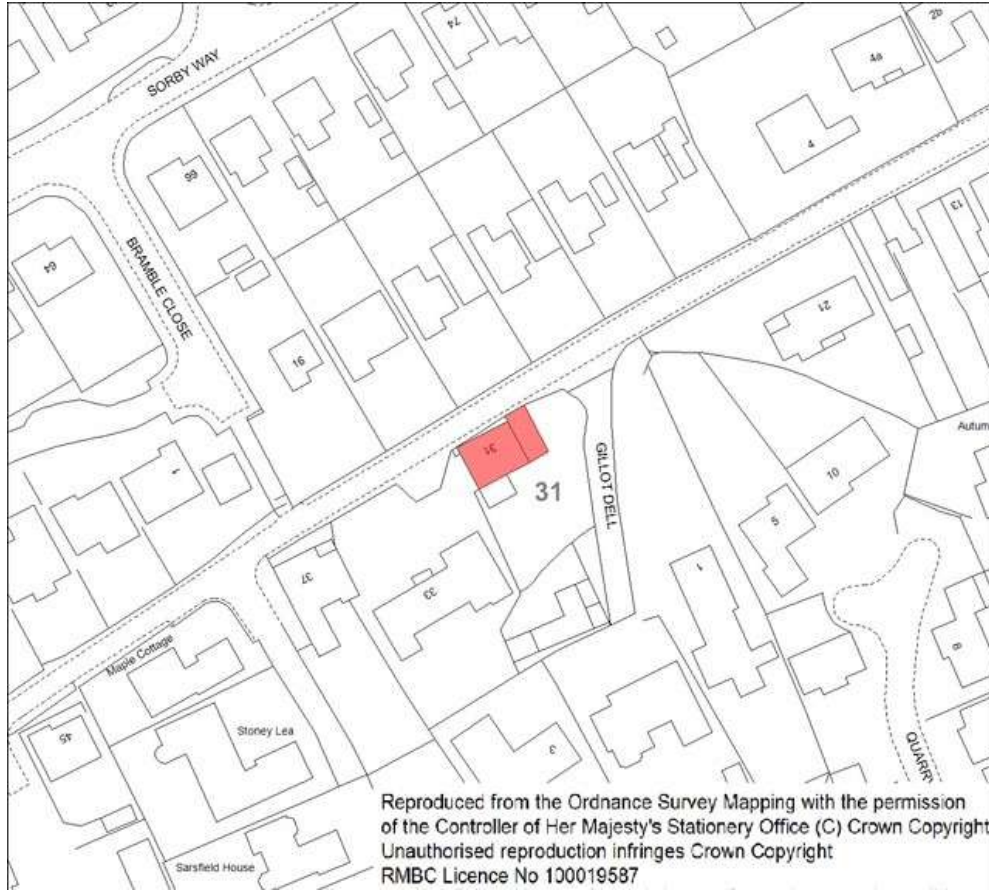 74
2b
4a
SORBY WAY
4
66
13
BRAMBLE CLOSE
64
21
16
31
1
31
GILLOT DELL
10
5
37
33
1
8
Maple Cottage
Stoney Lea
45
3
Sarsfield House
Reproduced from the Ordnance Survey Mapping with the permission
of the Controller of Her Majesty's Stationery Office (C) Crown Copyright
Unauthorised reproduction infringes Crown Copyright
RMBC Licence No 100019587